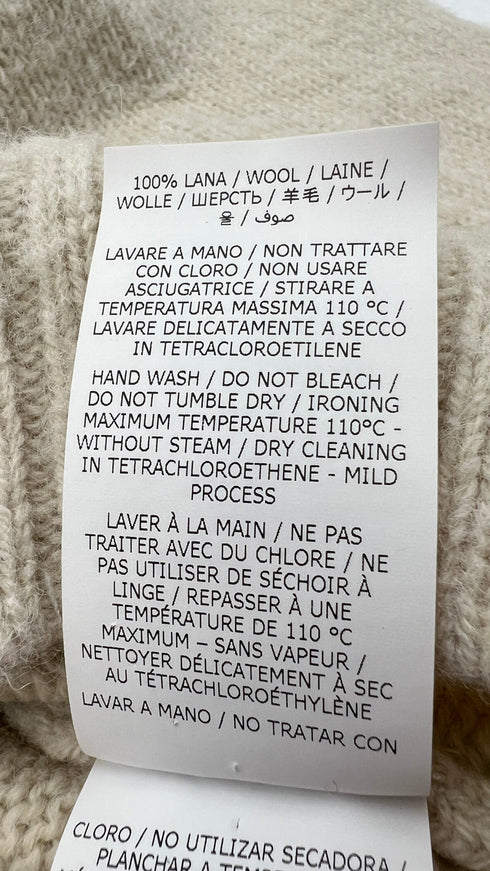 100% LANA / WOOL / LAINE /
WOLLE / ШЕРСТЬ / 羊毛 / ウール /
울 / صوف
LAVARE A MANO / NON TRATTARE
CON CLORO / NON USARE
ASCIUGATRICE / STIRARE A
TEMPERATURA MASSIMA 110 ºC /
LAVARE DELICATAMENTE A SECCO
IN TETRACLOROETILENE
HAND WASH / DO NOT BLEACH /
DO NOT TUMBLE DRY / IRONING
MAXIMUM TEMPERATURE 110ºC -
WITHOUT STEAM / DRY CLEANING
IN TETRACHLOROETHENE - MILD
PROCESS
LAVER À LA MAIN / NE PAS
TRAITER AVEC DU CHLORE / NE
PAS UTILISER DE SÉCHOIR À
LINGE / REPASSER À UNE
TEMPÉRATURE DE 110 ºC
MAXIMUM – SANS VAPEUR /
NETTOYER DÉLICATEMENT À SEC
AU TÉTRACHLOROÉTHYLÈNE
LAVAR A MANO / NO TRATAR CON
CLORO / NO UTILIZAR SECADORA /
PLANCHAR A